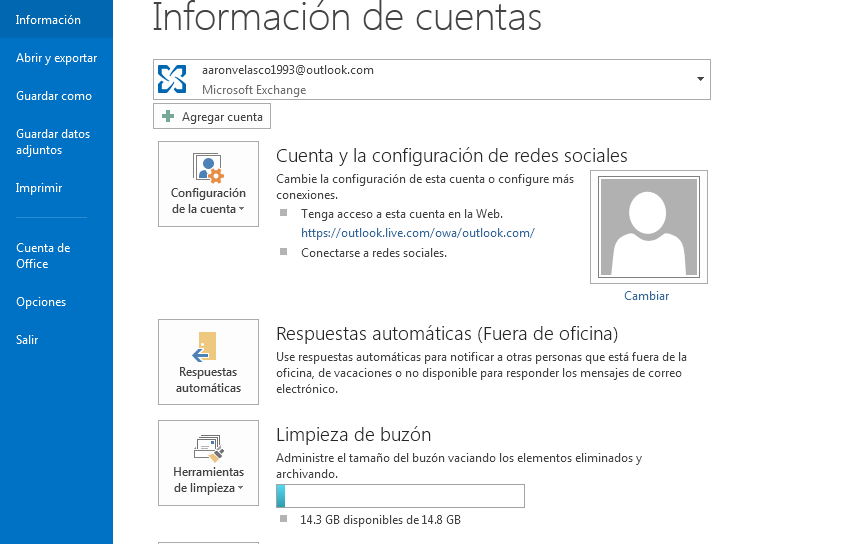 Información de cuentas
Información
Abrir y exportar
Guardar como
Guardar datos
adjuntos
Imprimir
Cuenta de
Office
Opciones
Salir
aaronvelasco1993@outlook.com
Microsoft Exchange
Agregar cuenta
Configuración
de la cuenta
Cuenta y la configuración de redes sociales
Cambie la configuración de esta cuenta o configure más
conexiones.
Tenga acceso a esta cuenta en la Web.
https://outlook.live.com/owa/outlook.com/
Conectarse a redes sociales.
Cambiar
Respuestas
automáticas
Respuestas automáticas (Fuera de oficina)
Use respuestas automáticas para notificar a otras personas que está fuera de la
oficina, de vacaciones o no disponible para responder los mensajes de correo
electrónico.
Herramientas
de limpieza
Limpieza de buzón
Administre el tamaño del buzón vaciando los elementos eliminados y
archivando.
14.3 GB disponibles de 14.8 GB